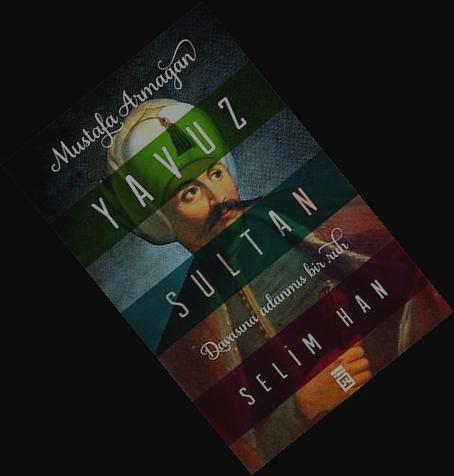 Mustafa Armağan
YAVUZ
SULTAN
Davasına adanmış bir ruh
SELİM HAN